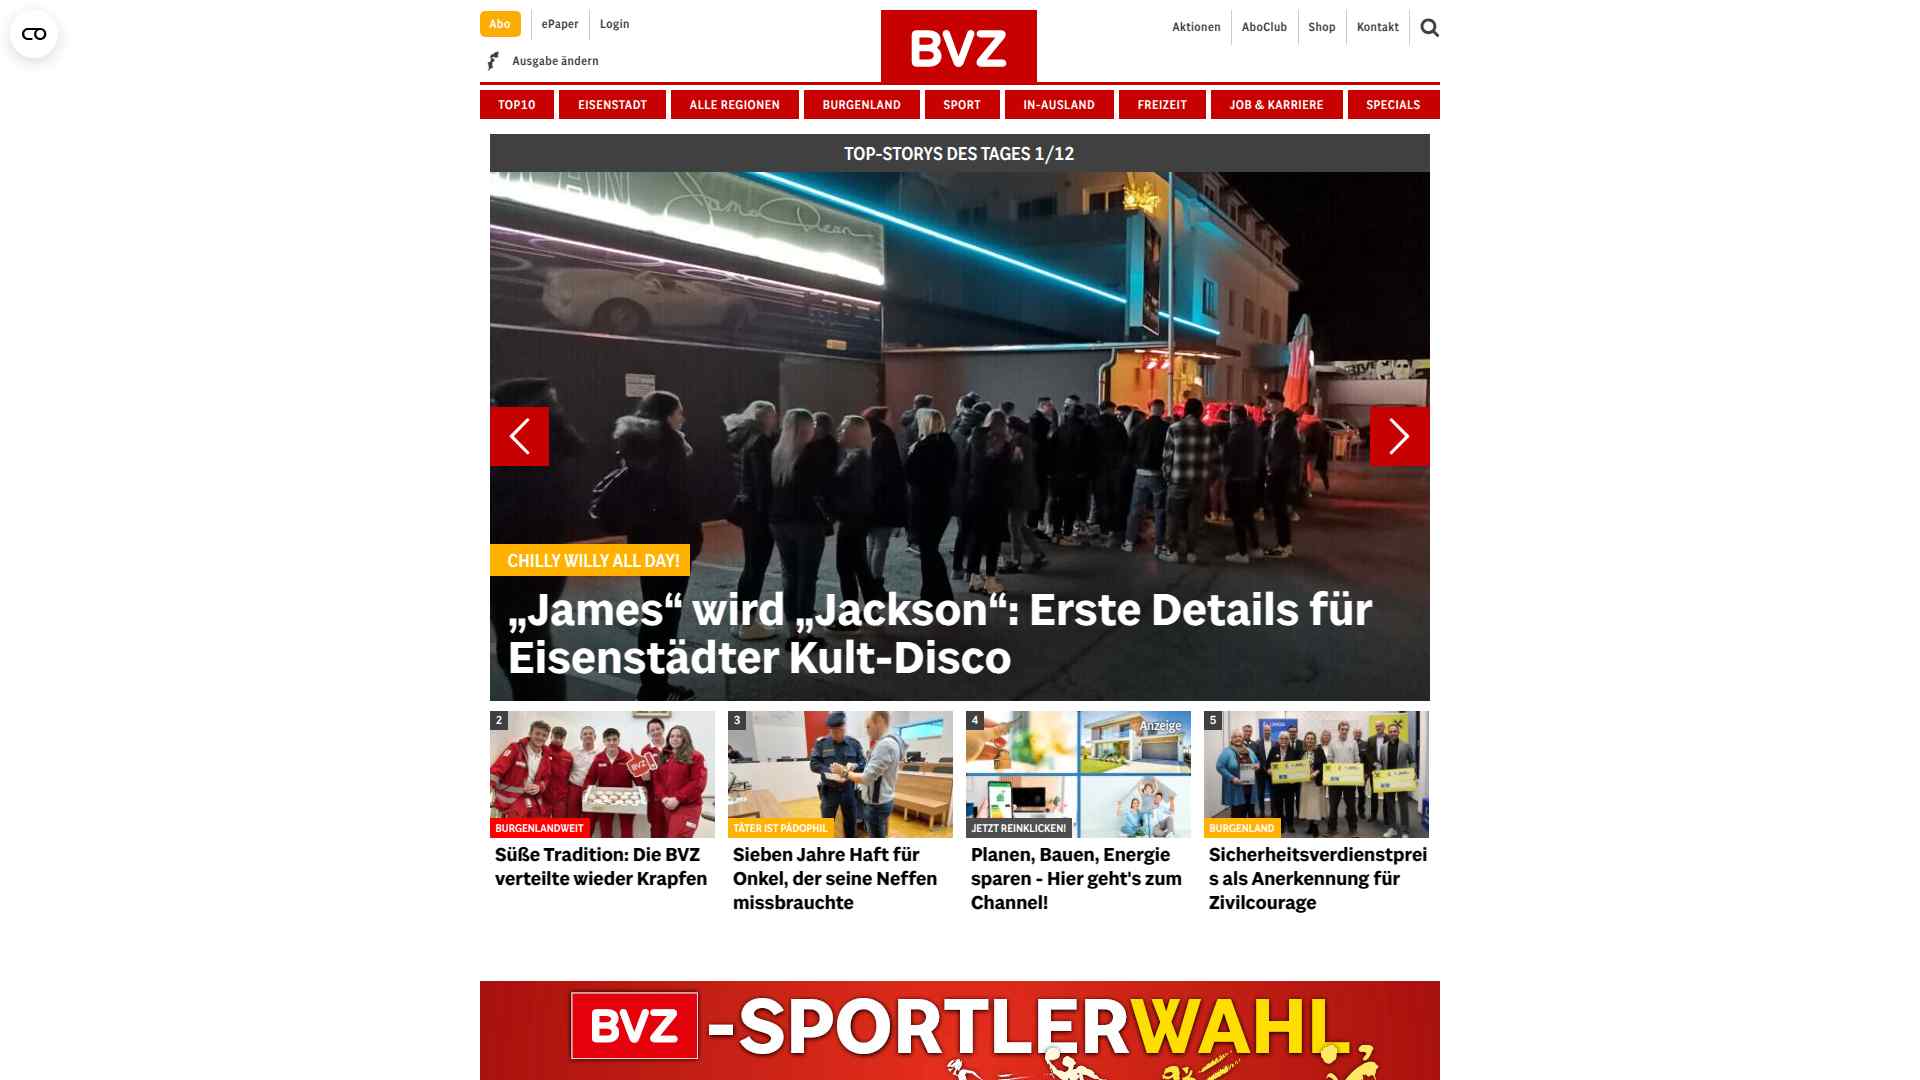 Abo
ePaper
Login
Ausgabe ändern
BVZ
Aktionen
AboClub
Shop
Kontakt
TOP10
EISENSTADT
ALLE REGIONEN
BURGENLAND
SPORT
IN-AUSLAND
FREIZEIT
JOB & KARRIERE
SPECIALS
TOP-STORYS DES TAGES 1/12
James Dean
CHILLY WILLY ALL DAY!
„James“ wird „Jackson“: Erste Details für
Eisenstädter Kult-Disco
2
BVZ
BURGENLANDWEIT
Süße Tradition: Die BVZ
verteilte wieder Krapfen
3
TÄTER IST PÄDOPHIL
Sieben Jahre Haft für
Onkel, der seine Neffen
missbrauchte
4
Anzeige
JETZT REINKLICKEN!
Planen, Bauen, Energie
sparen - Hier geht's zum
Channel!
5
BURGENLAND
Sicherheitsverdienstprei
s als Anerkennung für
Zivilcourage
BVZ -SPORTLERWAHL